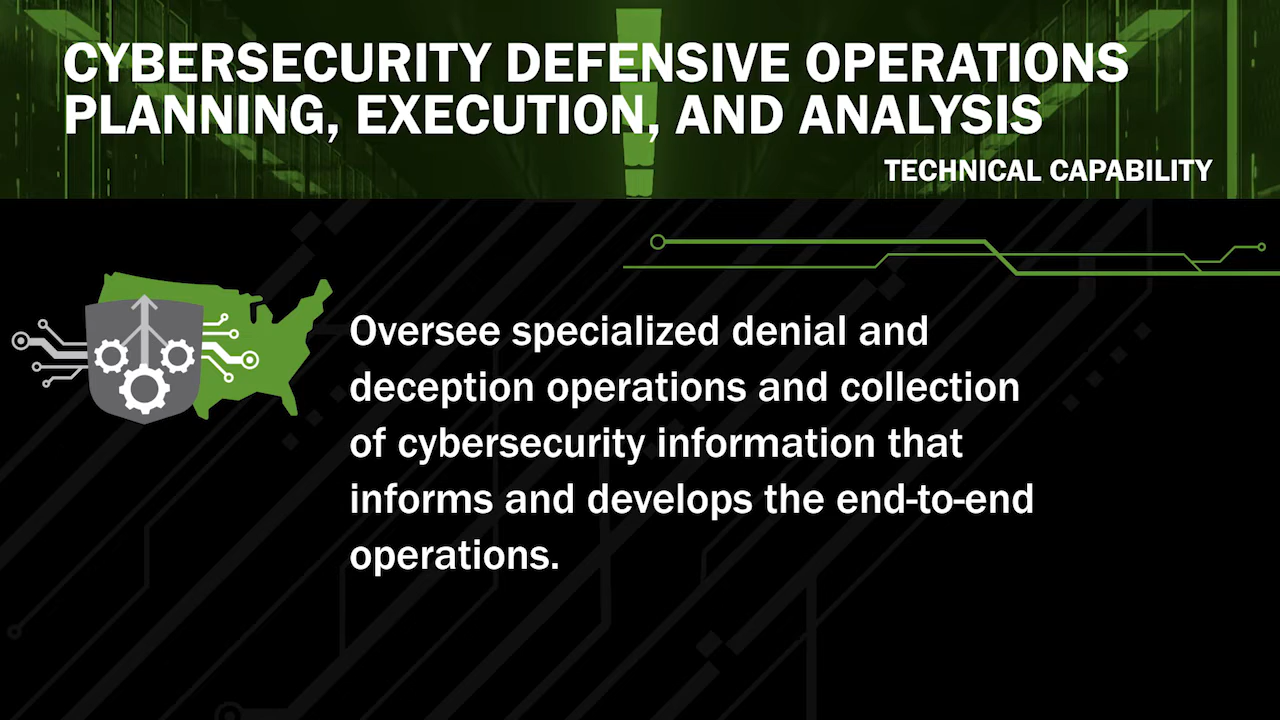 CYBERSECURITY DEFENSIVE OPERATIONS
PLANNING, EXECUTION, AND ANALYSIS
TECHNICAL CAPABILITY
Oversee specialized denial and
deception operations and collection
of cybersecurity information that
informs and develops the end-to-end
operations.